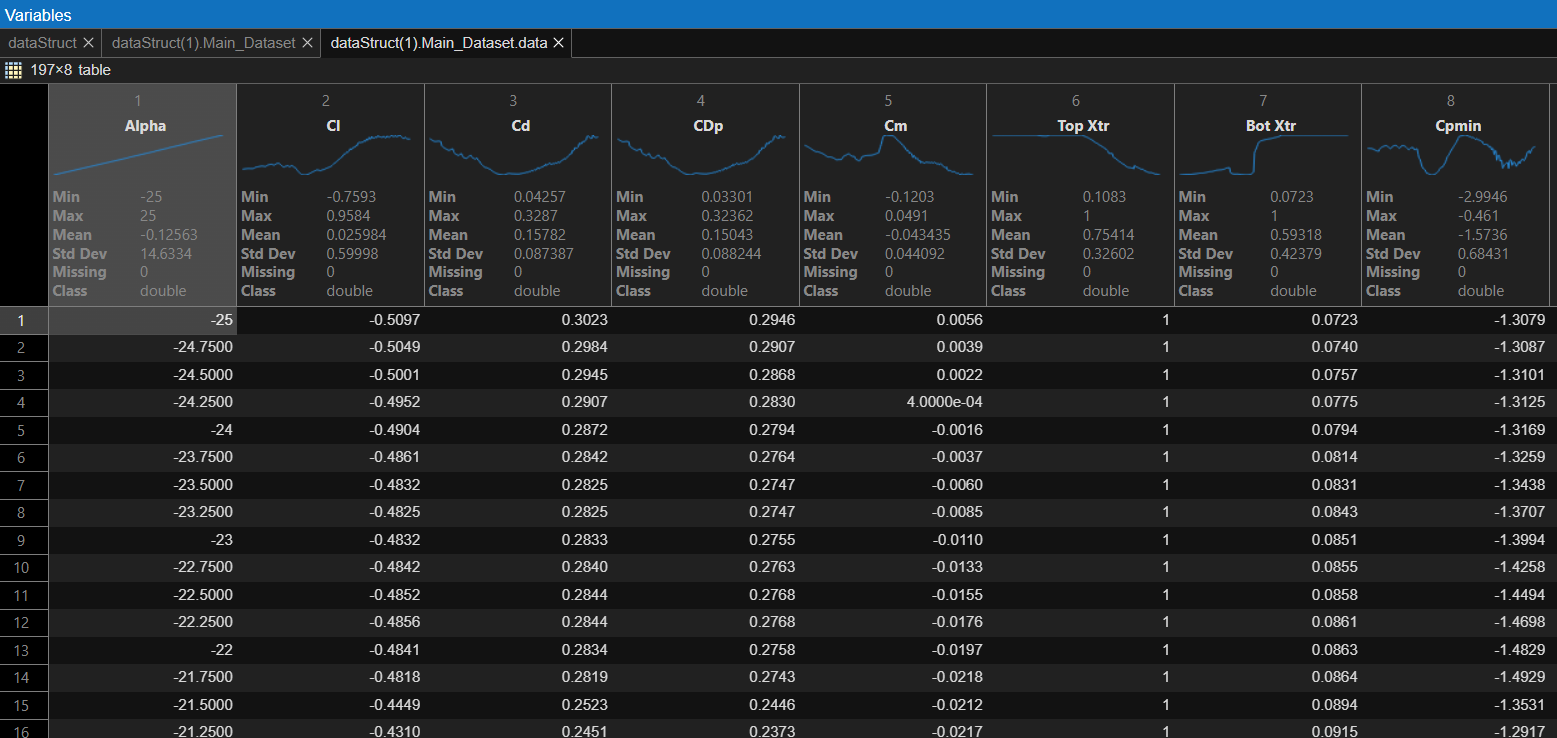 Variables
dataStruct × dataStruct(1).Main_Dataset × dataStruct(1).Main_Dataset.data ×
197×8 table
1 2 3 4 5 6 7 8
Alpha Cl Cd CDp Cm Top Xtr Bot Xtr Cpmin
Min -25 Min -0.7593 Min 0.04257 Min 0.03301 Min -0.1203 Min 0.1083 Min 0.0723 Min -2.9946
Max 25 Max 0.9584 Max 0.3287 Max 0.32362 Max 0.0491 Max 1 Max 1 Max -0.461
Mean -0.12563 Mean 0.025984 Mean 0.15782 Mean 0.15043 Mean -0.043435 Mean 0.75414 Mean 0.59318 Mean -1.5736
Std Dev 14.6334 Std Dev 0.59998 Std Dev 0.087387 Std Dev 0.088244 Std Dev 0.044092 Std Dev 0.32602 Std Dev 0.42379 Std Dev 0.68431
Missing 0 Missing 0 Missing 0 Missing 0 Missing 0 Missing 0 Missing 0 Missing 0
Class double Class double Class double Class double Class double Class double Class double Class double
1 -25 -0.5097 0.3023 0.2946 0.0056 1 0.0723 -1.3079
2 -24.7500 -0.5049 0.2984 0.2907 0.0039 1 0.0740 -1.3087
3 -24.5000 -0.5001 0.2945 0.2868 0.0022 1 0.0757 -1.3101
4 -24.2500 -0.4952 0.2907 0.2830 4.0000e-04 1 0.0775 -1.3125
5 -24 -0.4904 0.2872 0.2794 -0.0016 1 0.0794 -1.3169
6 -23.7500 -0.4861 0.2842 0.2764 -0.0037 1 0.0814 -1.3259
7 -23.5000 -0.4832 0.2825 0.2747 -0.0060 1 0.0831 -1.3438
8 -23.2500 -0.4825 0.2825 0.2747 -0.0085 1 0.0843 -1.3707
9 -23 -0.4832 0.2833 0.2755 -0.0110 1 0.0851 -1.3994
10 -22.7500 -0.4842 0.2840 0.2763 -0.0133 1 0.0855 -1.4258
11 -22.5000 -0.4852 0.2844 0.2768 -0.0155 1 0.0858 -1.4494
12 -22.2500 -0.4856 0.2844 0.2768 -0.0176 1 0.0861 -1.4698
13 -22 -0.4841 0.2834 0.2758 -0.0197 1 0.0863 -1.4829
14 -21.7500 -0.4818 0.2819 0.2743 -0.0218 1 0.0864 -1.4929
15 -21.5000 -0.4449 0.2523 0.2446 -0.0212 1 0.0894 -1.3531
16 -21.2500 -0.4310 0.2451 0.2373 -0.0217 1 0.0915 -1.2917